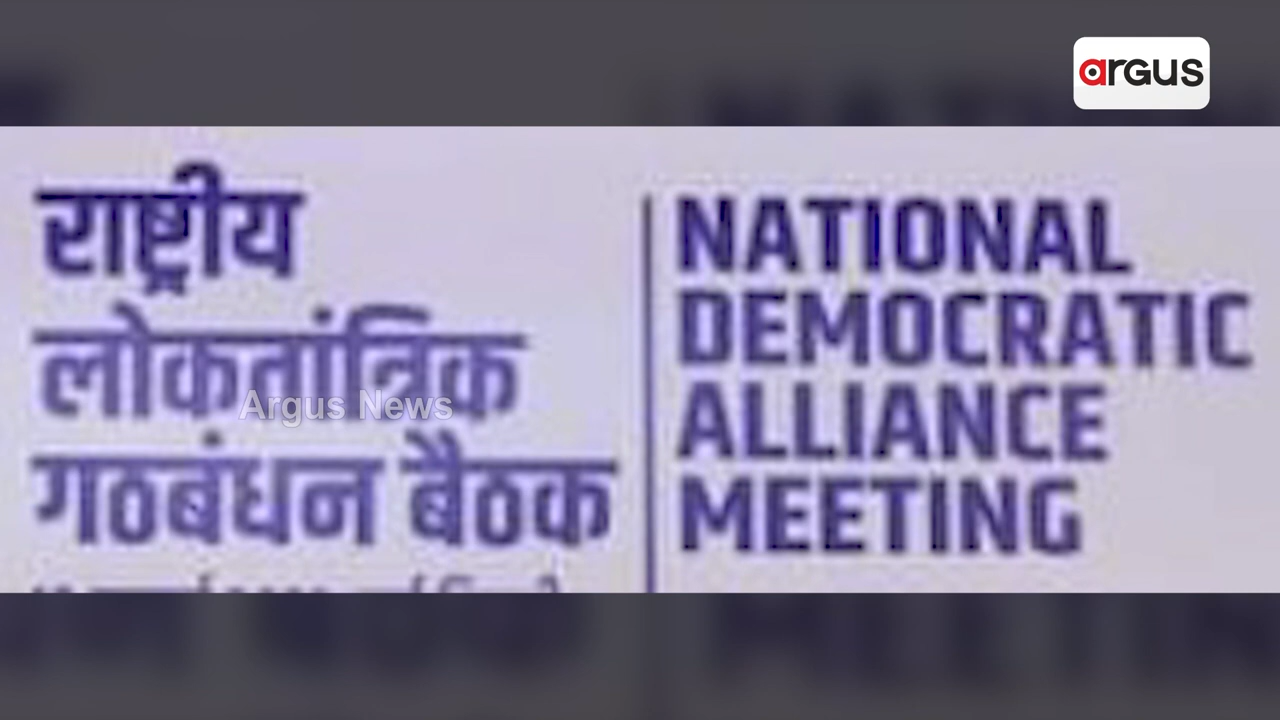 argus
राष्ट्रीय
लोकतांत्रिक
गठबंधन बैठक
NATIONAL
DEMOCRATIC
ALLIANCE
MEETING
Argus News